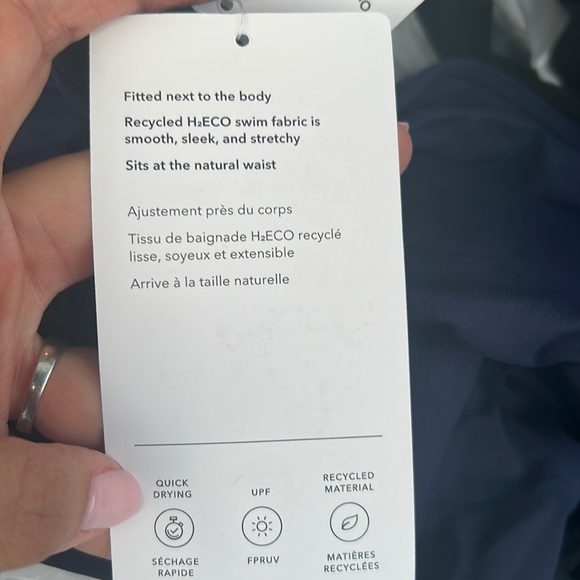 Fitted next to the body
Recycled H₂ECO swim fabric is
smooth, sleek, and stretchy
Sits at the natural waist
Ajustement près du corps
Tissu de baignade H₂ECO recyclé
lisse, soyeux et extensible
Arrive à la taille naturelle
QUICK
DRYING
SÉCHAGE
RAPIDE
UPF
FPRUV
RECYCLED
MATERIAL
MATIÈRES
RECYCLÉES